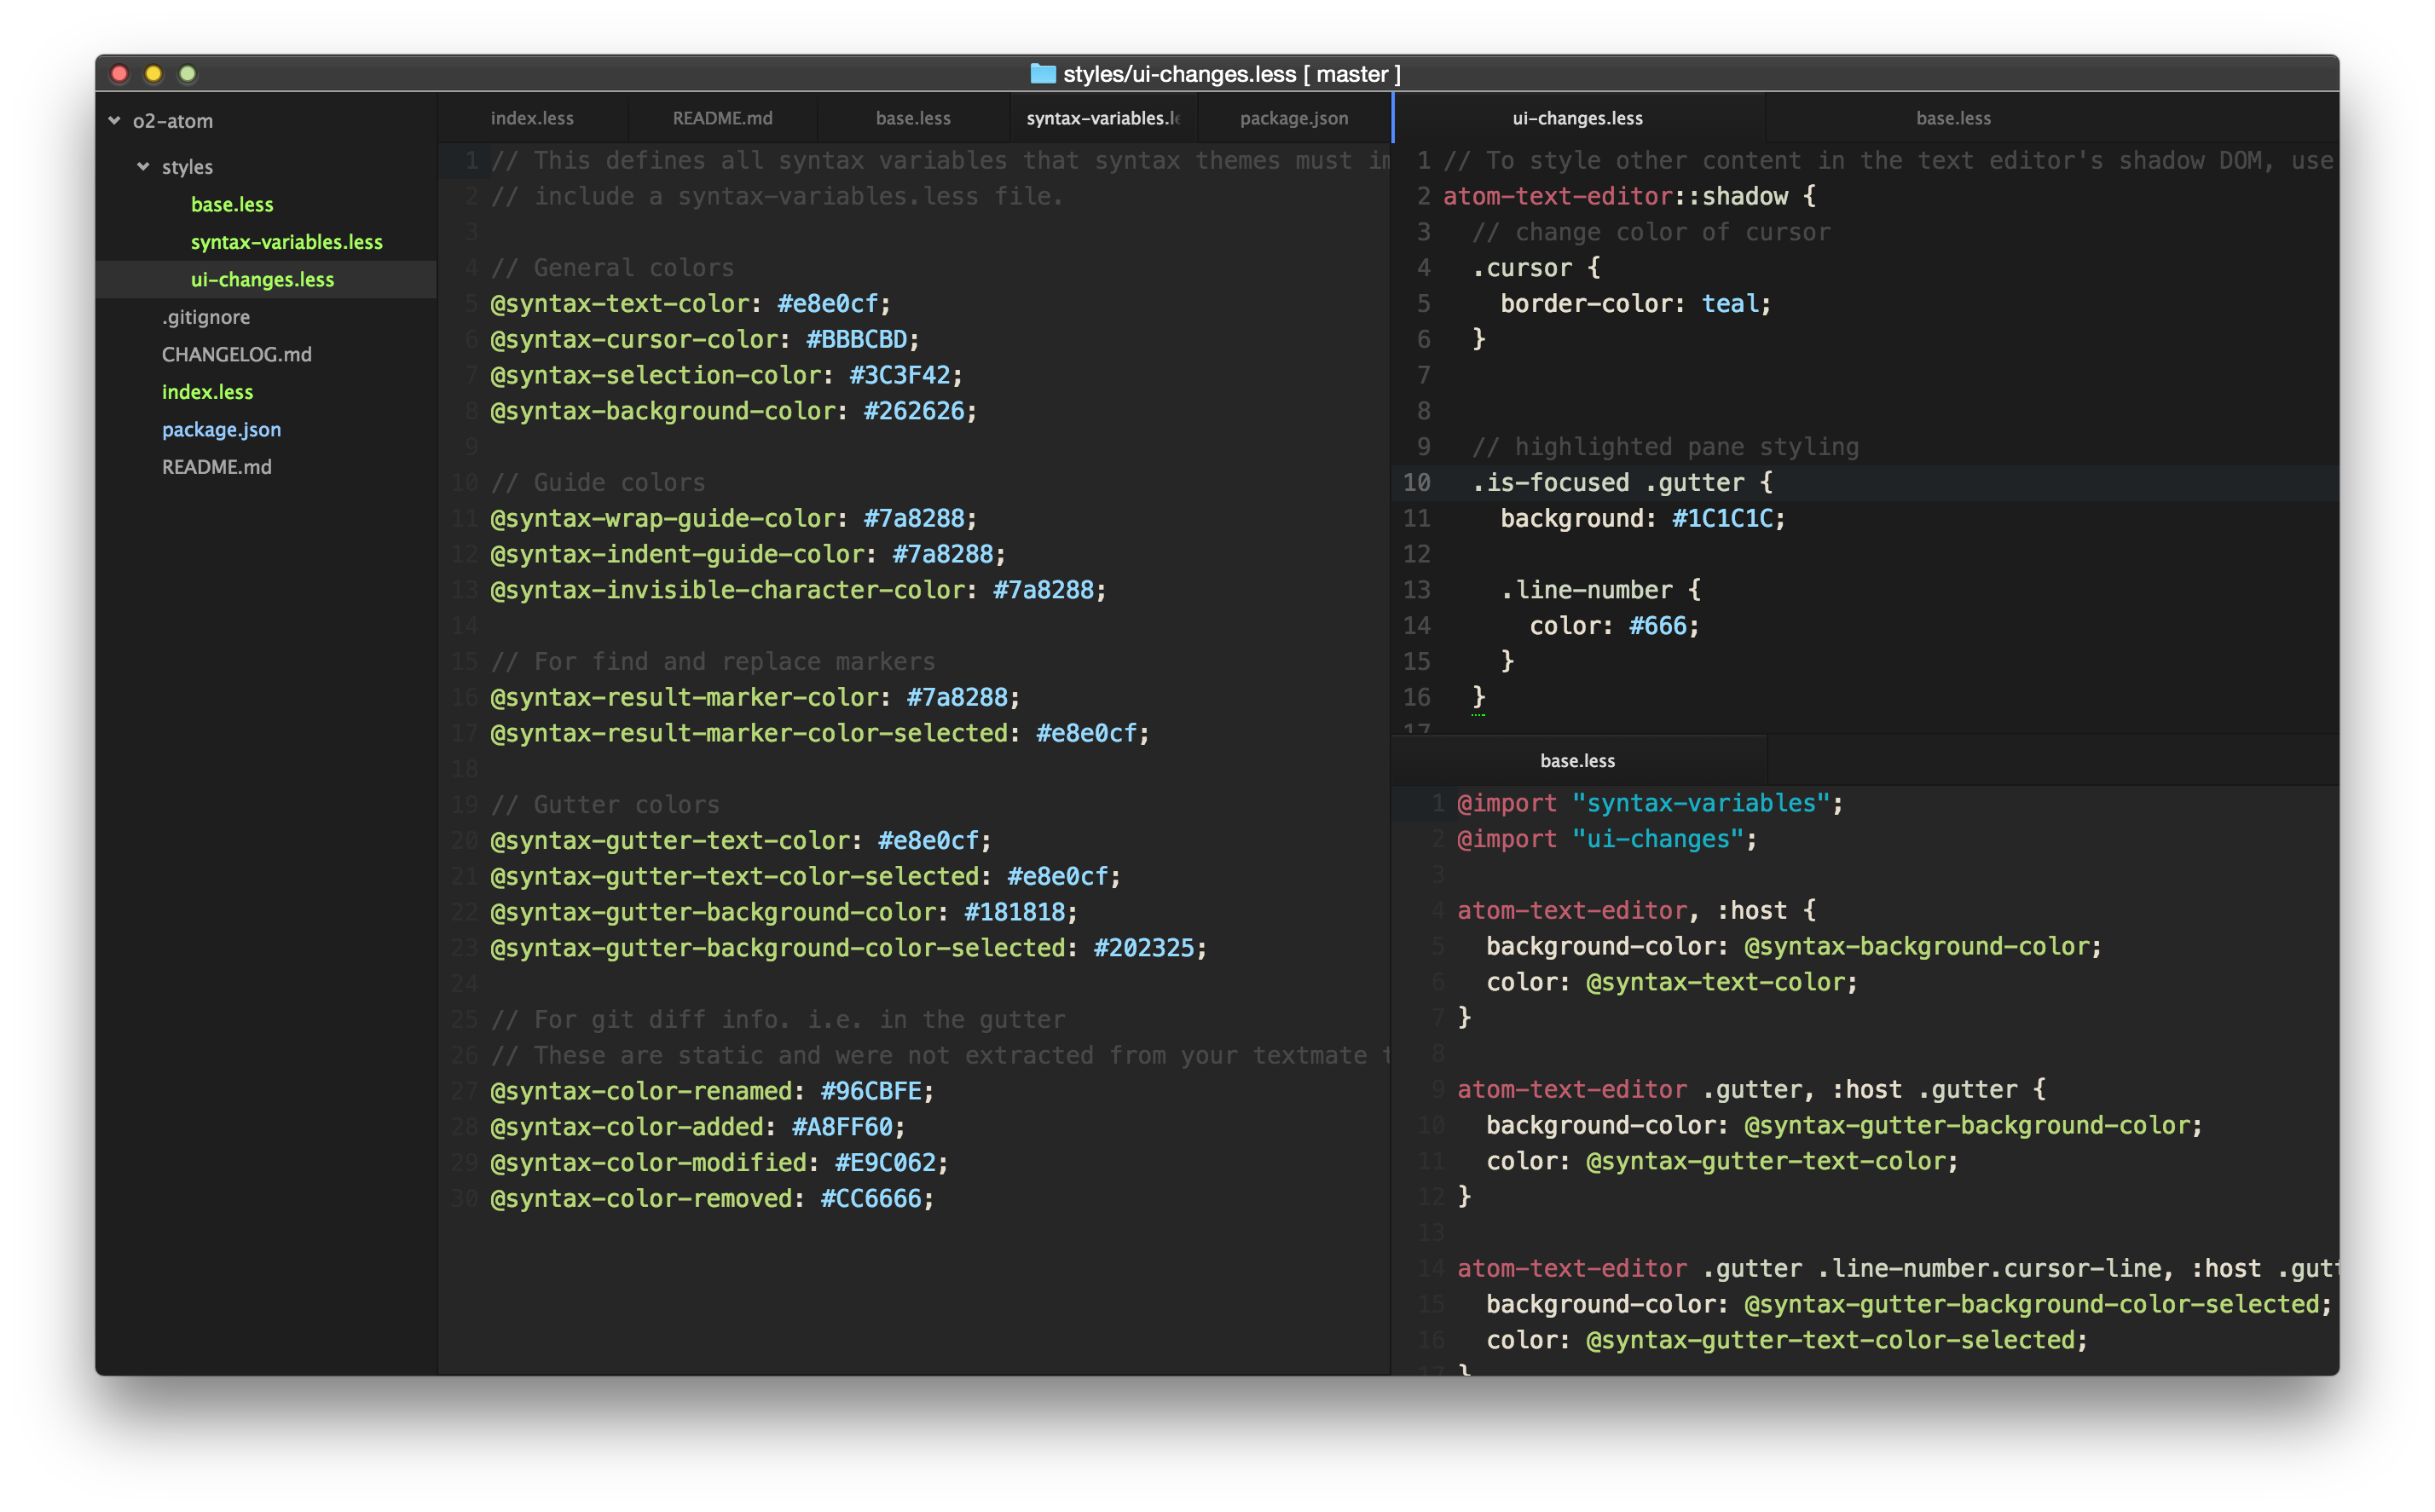 styles/ui-changes.less [ master ]
o2-atom
styles
base.less
syntax-variables.less
ui-changes.less
.gitignore
CHANGELOG.md
index.less
package.json
README.md
index.less
README.md
base.less
syntax-variables.le
package.json
1 // This defines all syntax variables that syntax themes must im
2 // include a syntax-variables.less file.
3
4 // General colors
5 @syntax-text-color: #e8e0cf;
6 @syntax-cursor-color: #BBBCBD;
7 @syntax-selection-color: #3C3F42;
8 @syntax-background-color: #262626;
9
10 // Guide colors
11 @syntax-wrap-guide-color: #7a8288;
12 @syntax-indent-guide-color: #7a8288;
13 @syntax-invisible-character-color: #7a8288;
14
15 // For find and replace markers
16 @syntax-result-marker-color: #7a8288;
17 @syntax-result-marker-color-selected: #e8e0cf;
18
19 // Gutter colors
20 @syntax-gutter-text-color: #e8e0cf;
21 @syntax-gutter-text-color-selected: #e8e0cf;
22 @syntax-gutter-background-color: #181818;
23 @syntax-gutter-background-color-selected: #202325;
24
25 // For git diff info. i.e. in the gutter
26 // These are static and were not extracted from your textmate t
27 @syntax-color-renamed: #96CBFE;
28 @syntax-color-added: #A8FF60;
29 @syntax-color-modified: #E9C062;
30 @syntax-color-removed: #CC6666;
ui-changes.less
base.less
1 // To style other content in the text editor's shadow DOM, use
2 atom-text-editor::shadow {
3 // change color of cursor
4 .cursor {
5 border-color: teal;
6 }
7
8
9 // highlighted pane styling
10 .is-focused .gutter {
11 background: #1C1C1C;
12
13 .line-number {
14 color: #666;
15 }
16 }
17
base.less
1 @import "syntax-variables";
2 @import "ui-changes";
3
4 atom-text-editor, :host {
5 background-color: @syntax-background-color;
6 color: @syntax-text-color;
7 }
8
9 atom-text-editor .gutter, :host .gutter {
10 background-color: @syntax-gutter-background-color;
11 color: @syntax-gutter-text-color;
12 }
13
14 atom-text-editor .gutter .line-number.cursor-line, :host .gutt
15 background-color: @syntax-gutter-background-color-selected;
16 color: @syntax-gutter-text-color-selected;
17 }